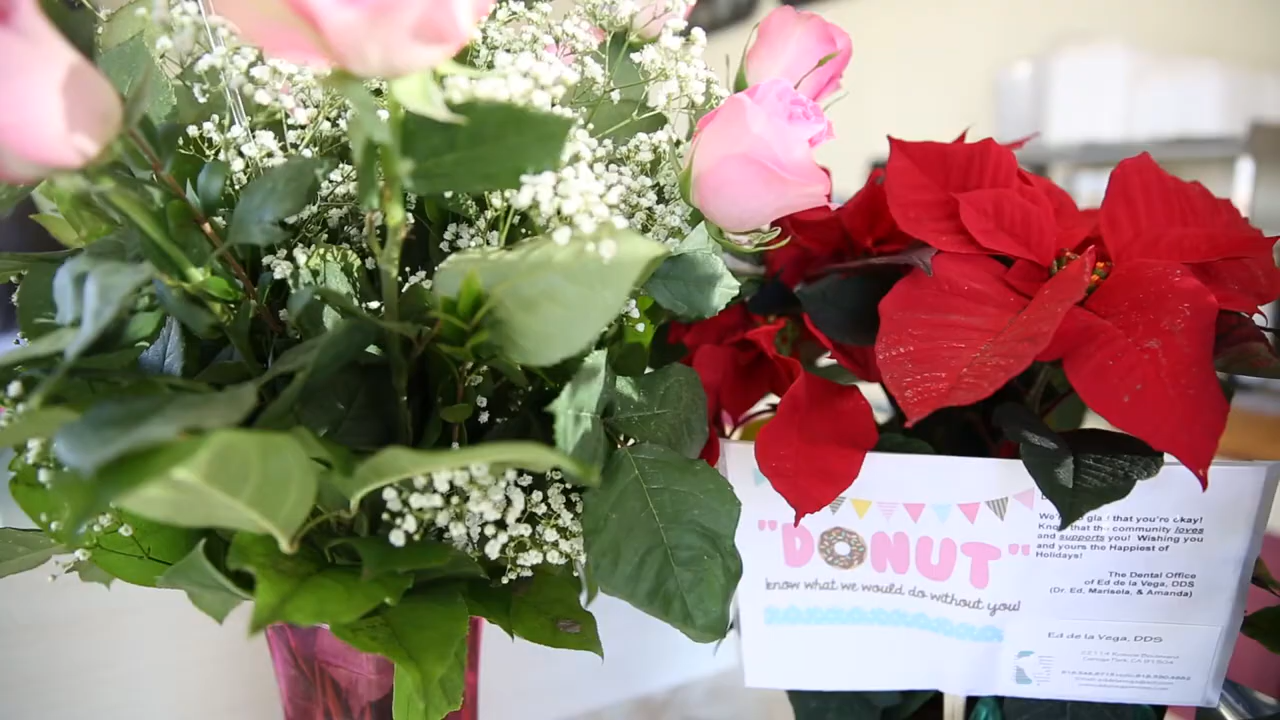 "DONUT"
know what we would do without you!
We're glad that you're okay!
Know that the community loves
and supports you! Wishing you
and yours the Happiest of
Holidays!
The Dental Office
of Ed de la Vega, DDS
(Dr. Ed, Marisela, & Amanda)
Ed de la Vega, DDS